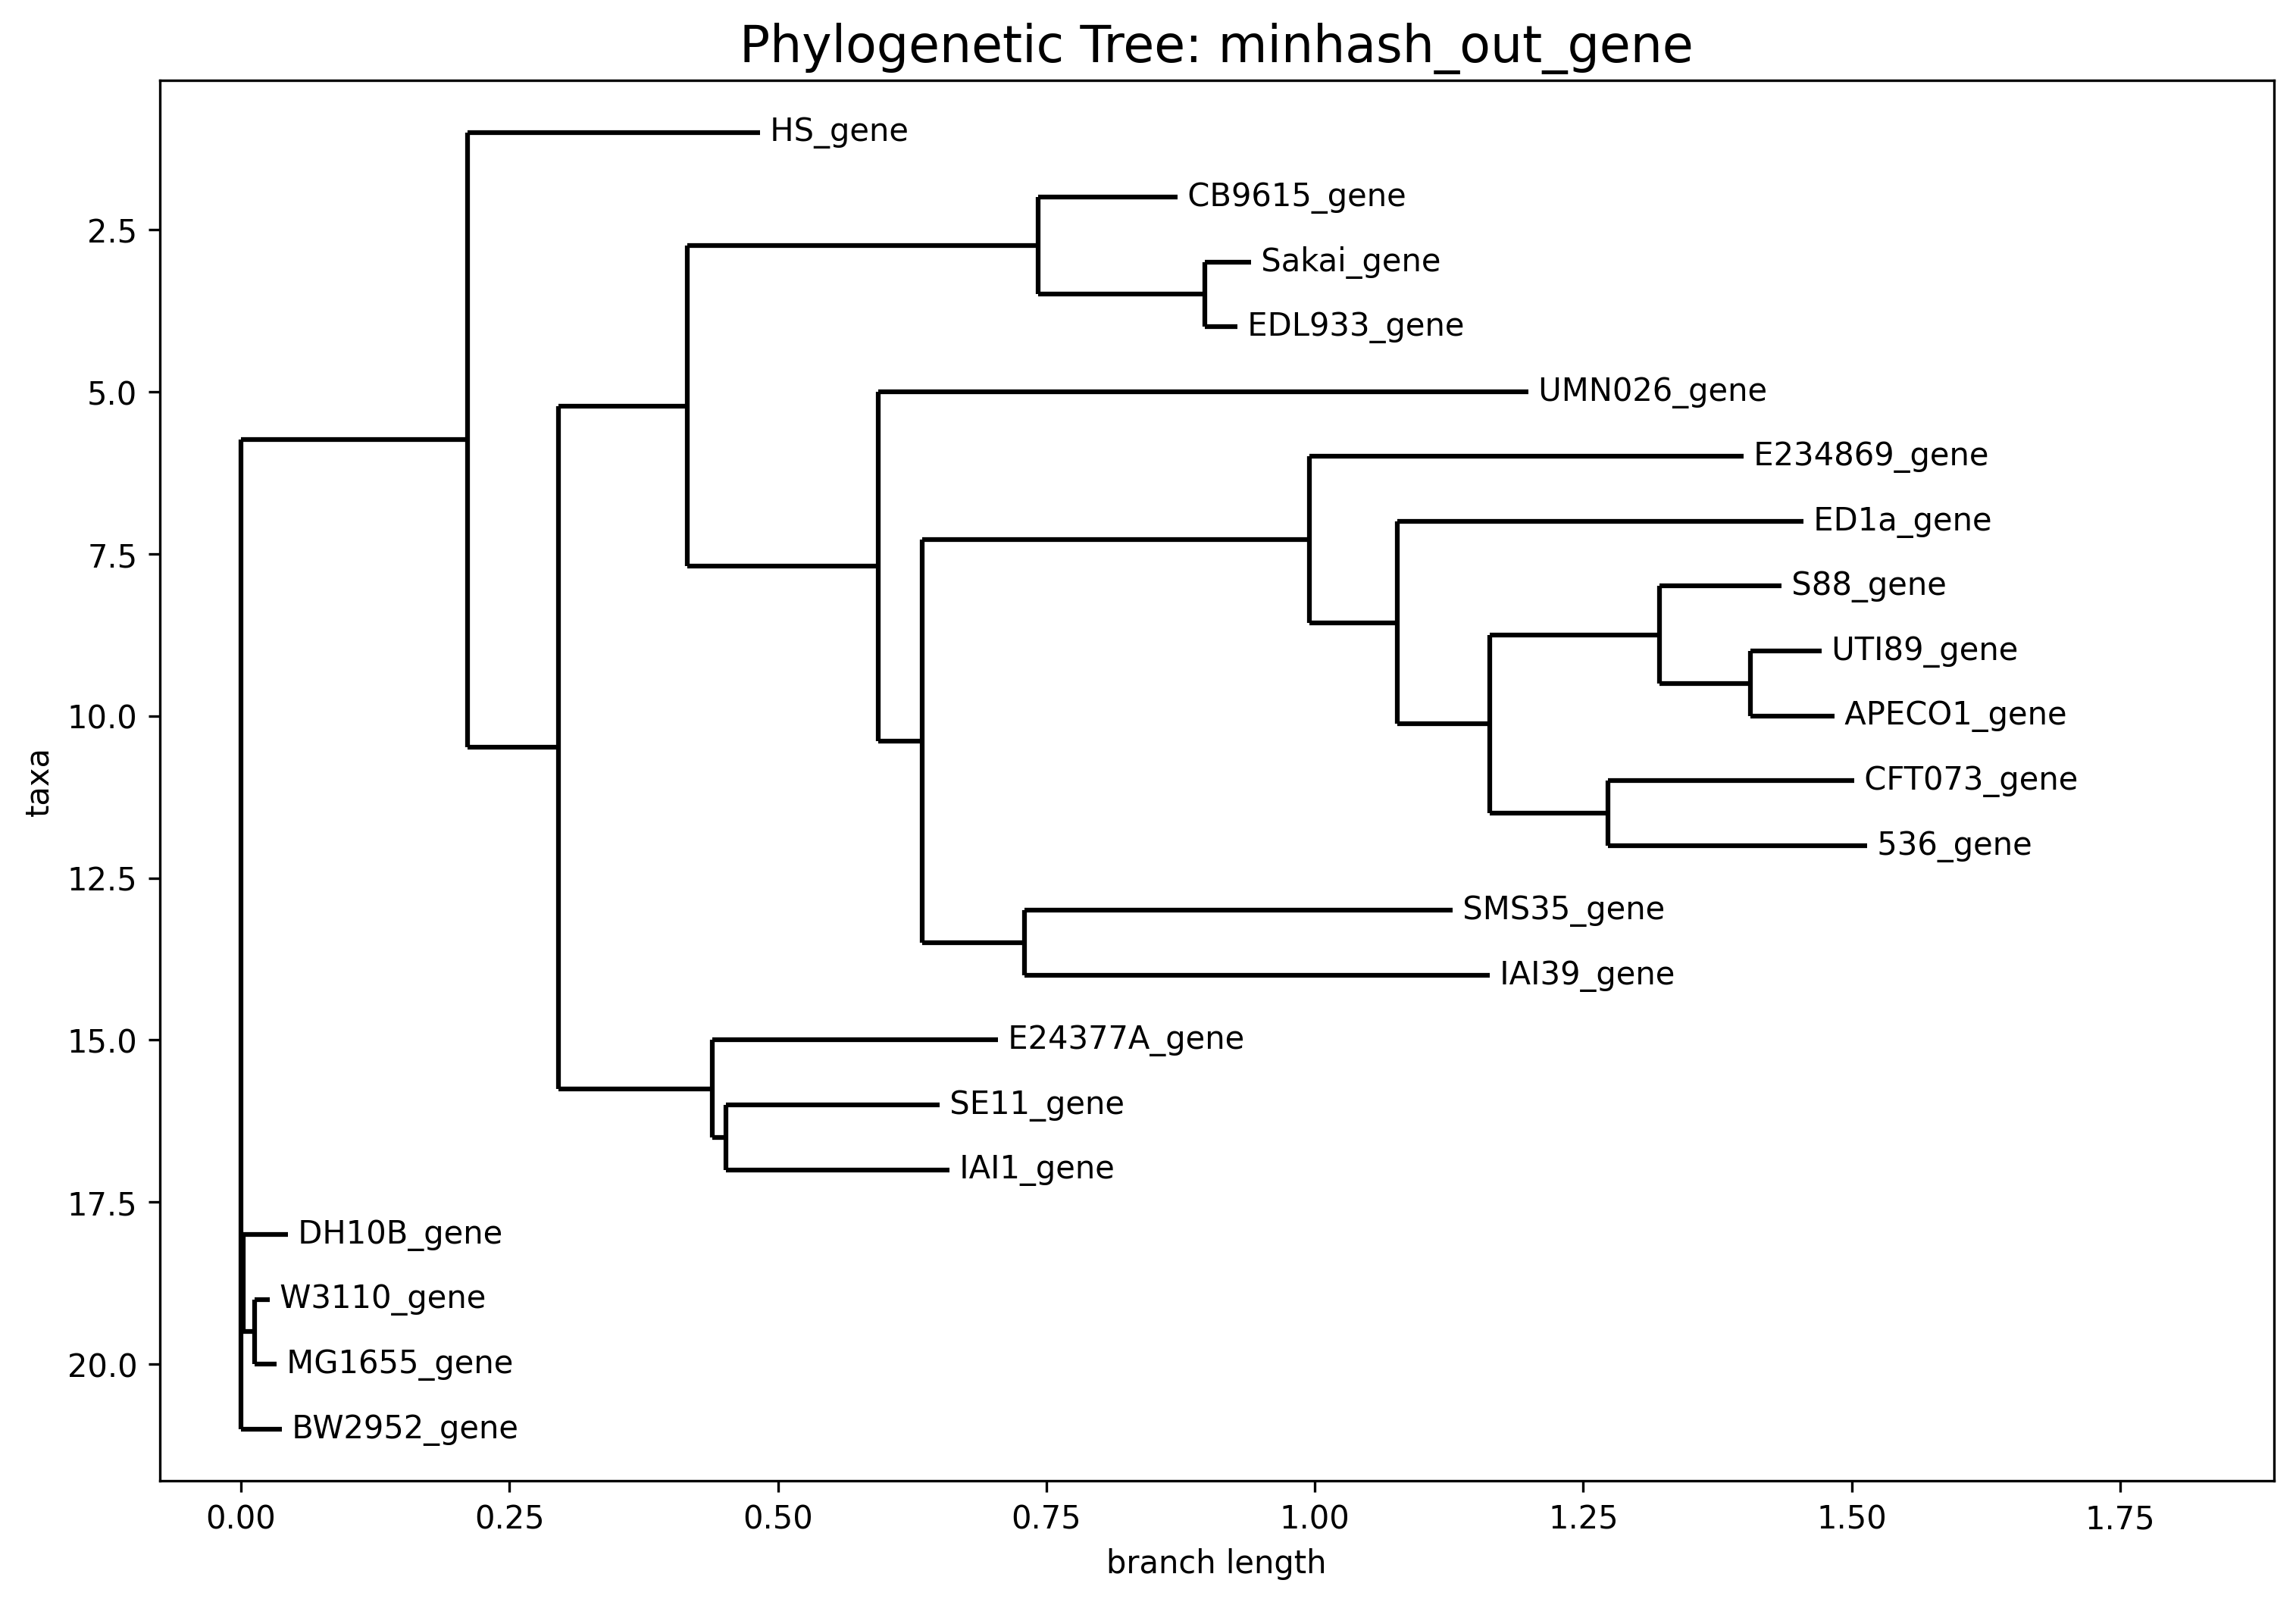 Phylogenetic Tree: minhash_out_gene
HS_gene
CB9615_gene
2.5
Sakai_gene
EDL933_gene
5.0
UMN026_gene
E234869_gene
ED1a_gene
7.5
S88_gene
UTI89_gene
10.0
APECO1_gene
taxa
CFT073_gene
536_gene
12.5
SMS35_gene
IAI39_gene
15.0
E24377A_gene
SE11_gene
IAI1_gene
17.5
DH10B_gene
W3110_gene
20.0
MG1655_gene
BW2952_gene
0.00 0.25 0.50 0.75 1.00 1.25 1.50 1.75
branch length